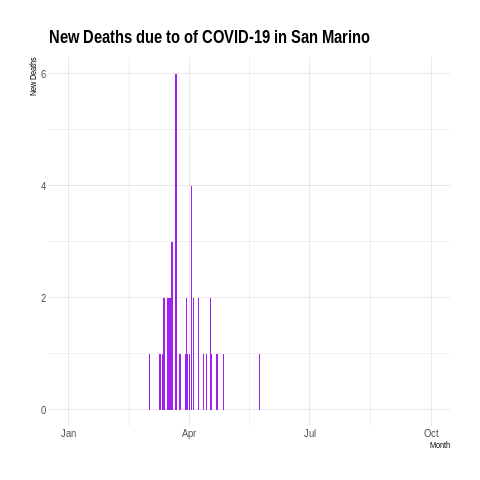 New Deaths due to of COVID-19 in San Marino
New Deaths
6
4
2
0
Jan Apr Jul Oct
Month